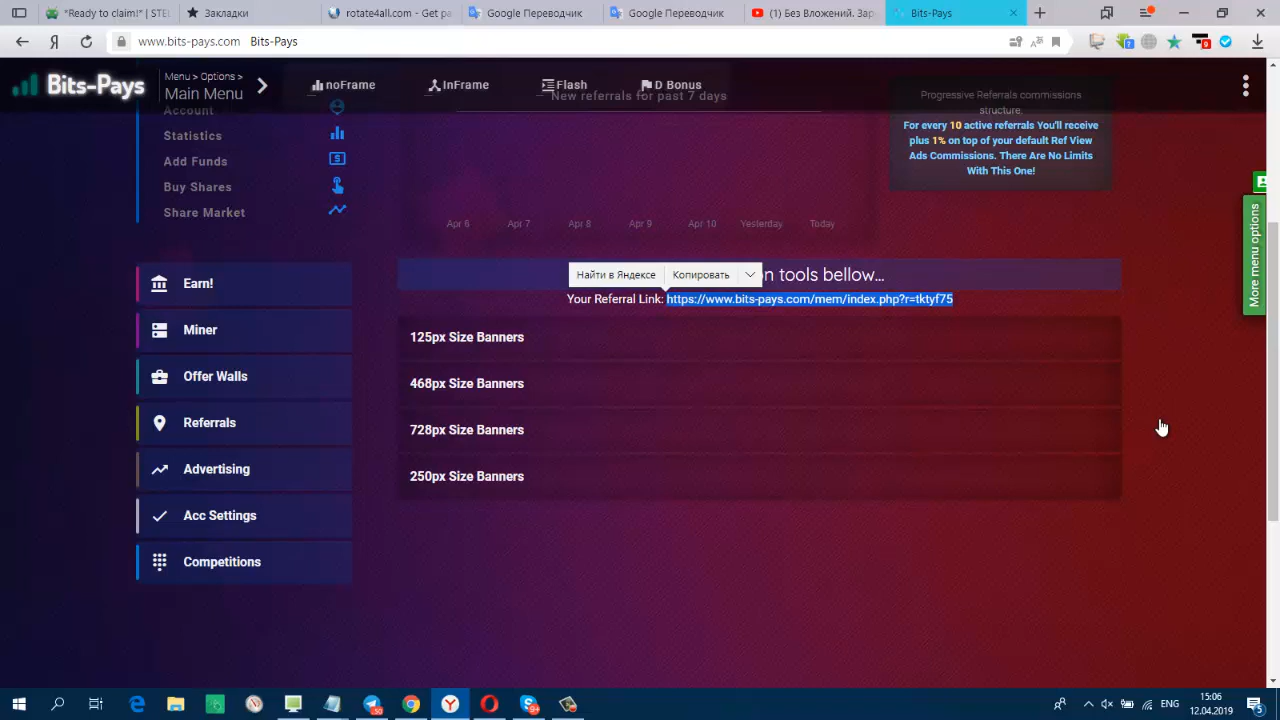 "Ready to claim!" * STEL
Закладки
rotate4all.com - Get pa
Google Переводчик
Google Переводчик
(1) Без Вложений. Зар
Bits-Pays
www.bits-pays.com Bits-Pays
Bits-Pays
Menu > Options >
Main Menu
noFrame
InFrame
Flash
D Bonus
New referrals for past 7 days
Progressive Referrals commissions
structure.
For every 10 active referrals You'll receive
plus 1% on top of your default Ref View
Ads Commissions. There Are No Limits
With This One!
Account
Statistics
Add Funds
Buy Shares
Share Market
Apr 6 Apr 7 Apr 8 Apr 9 Apr 10 Yesterday Today
More menu options
Найти в Яндексе Копировать
n tools bellow...
Your Referral Link: https://www.bits-pays.com/mem/index.php?r=tktyf75
Earn!
Miner
Offer Walls
Referrals
Advertising
Acc Settings
Competitions
125px Size Banners
468px Size Banners
728px Size Banners
250px Size Banners
ENG
15:06
12.04.2019